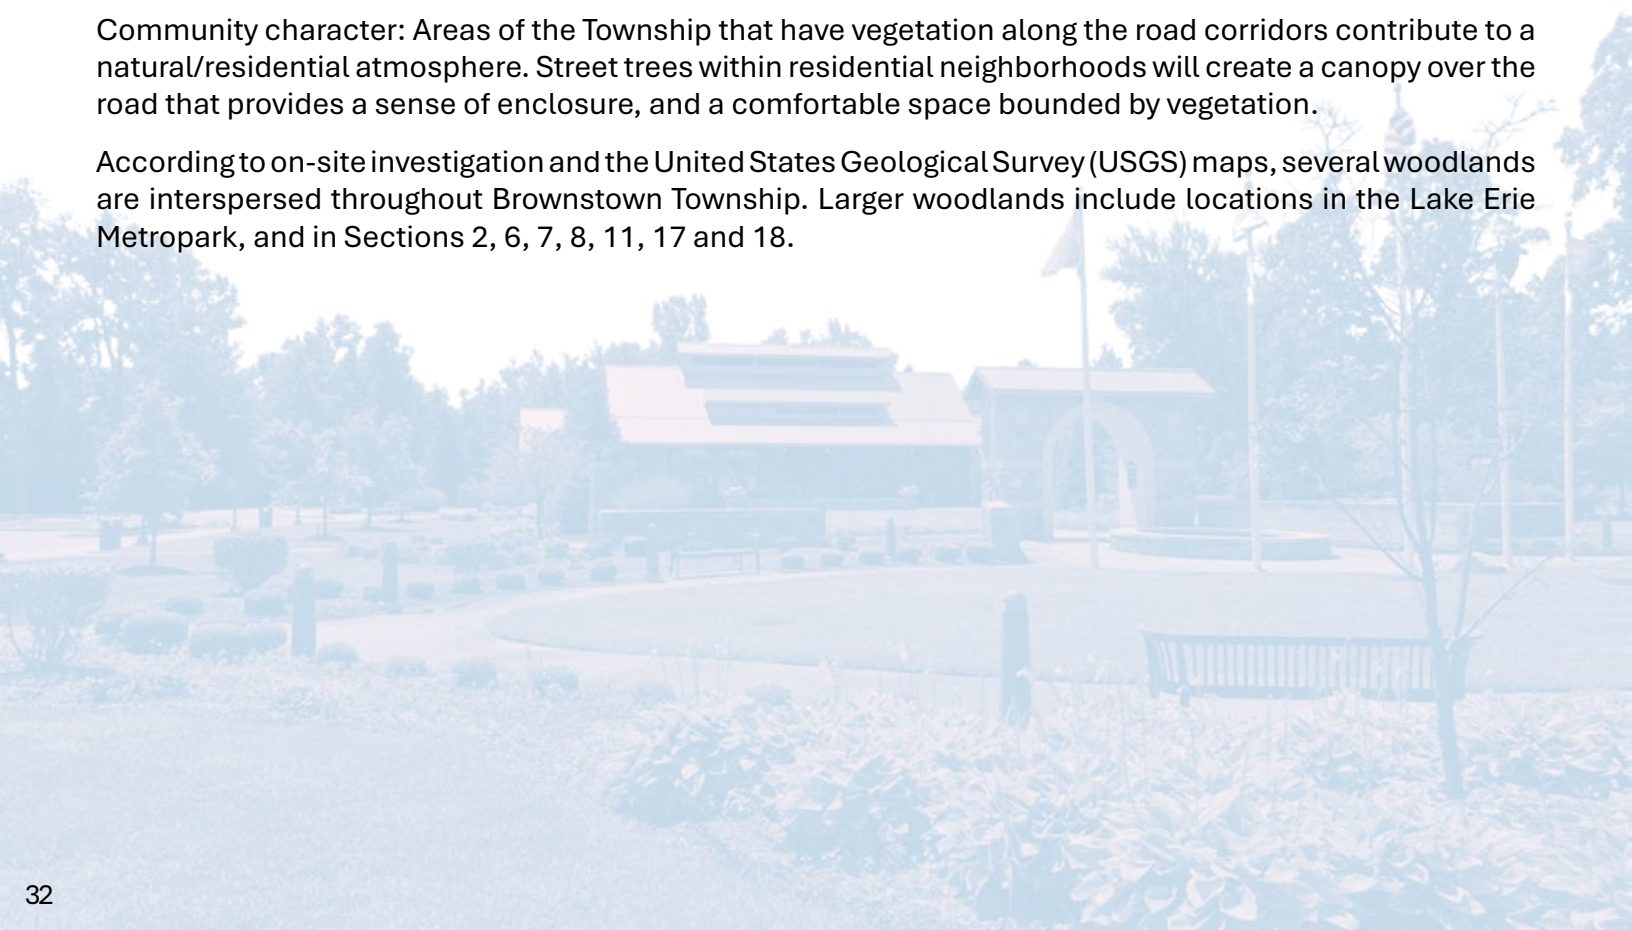 Community character: Areas of the Township that have vegetation along the road corridors contribute to a
natural/residential atmosphere. Street trees within residential neighborhoods will create a canopy over the
road that provides a sense of enclosure, and a comfortable space bounded by vegetation.
According to on-site investigation and the United States Geological Survey (USGS) maps, several woodlands
are interspersed throughout Brownstown Township. Larger woodlands include locations in the Lake Erie
Metropark, and in Sections 2, 6, 7, 8, 11, 17 and 18.
32